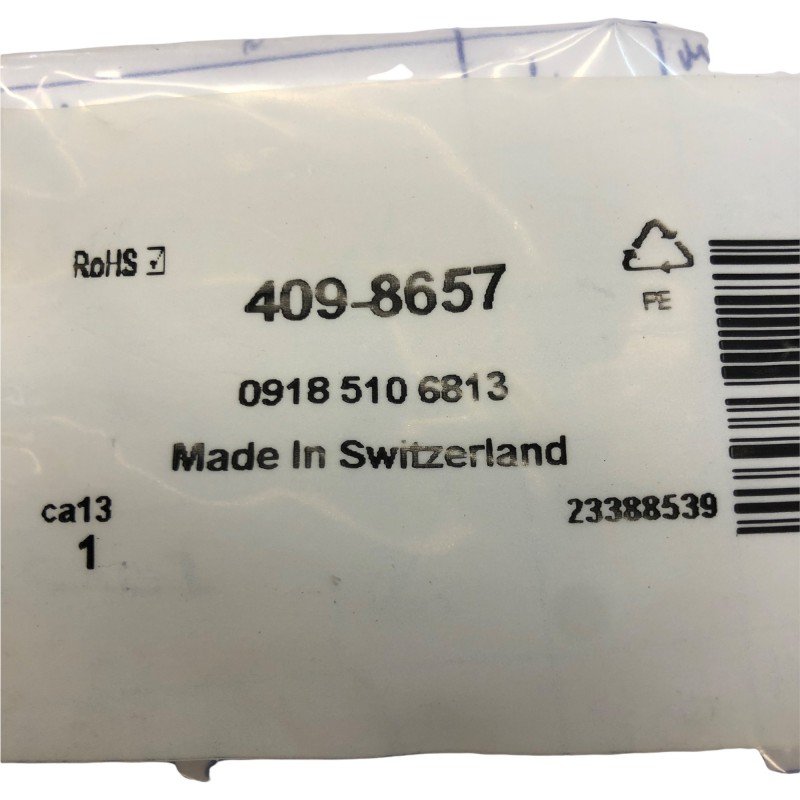 RoHS
409-8657
PE
0918 510 6813
Made In Switzerland
ca13
23388539
1